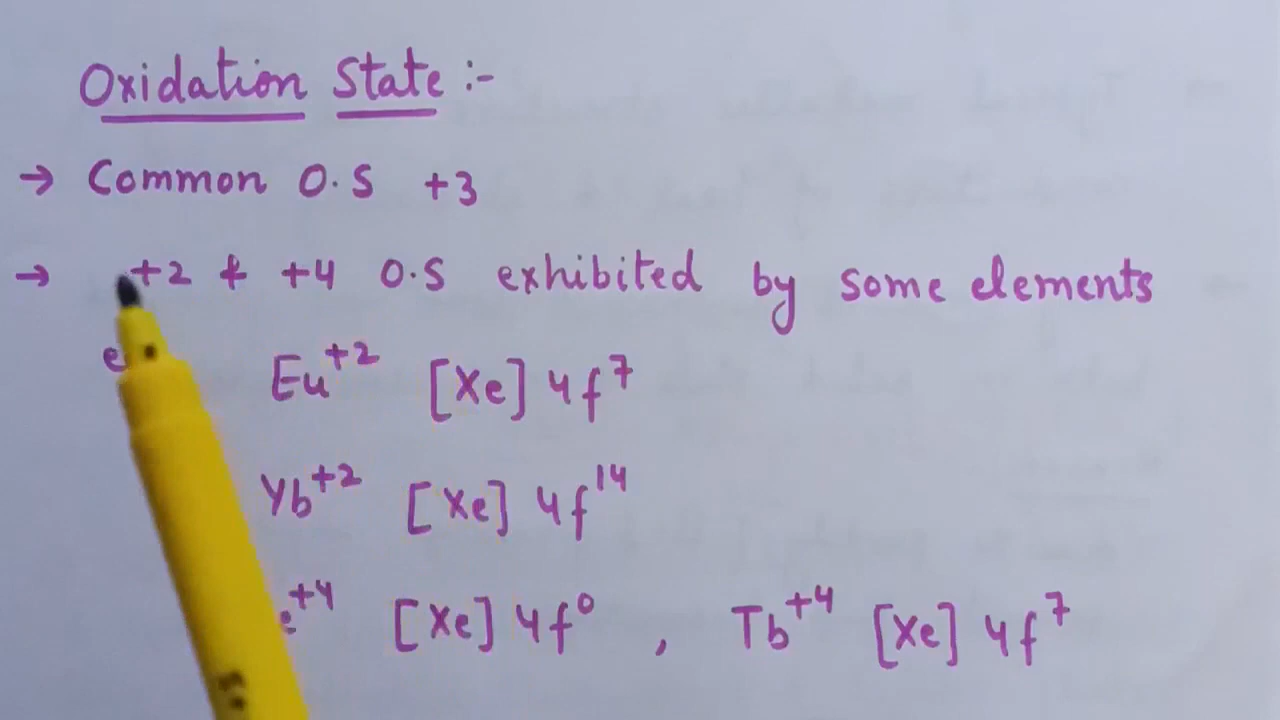 Oxidation State :-
→ Common O.S +3
→ +2 & +4 O.S exhibited by some elements
Eu⁺² [Xe] 4f⁷
Yb⁺² [Xe] 4f¹⁴
e⁺⁴ [Xe] 4f⁰ , Tb⁺⁴ [Xe] 4f⁷